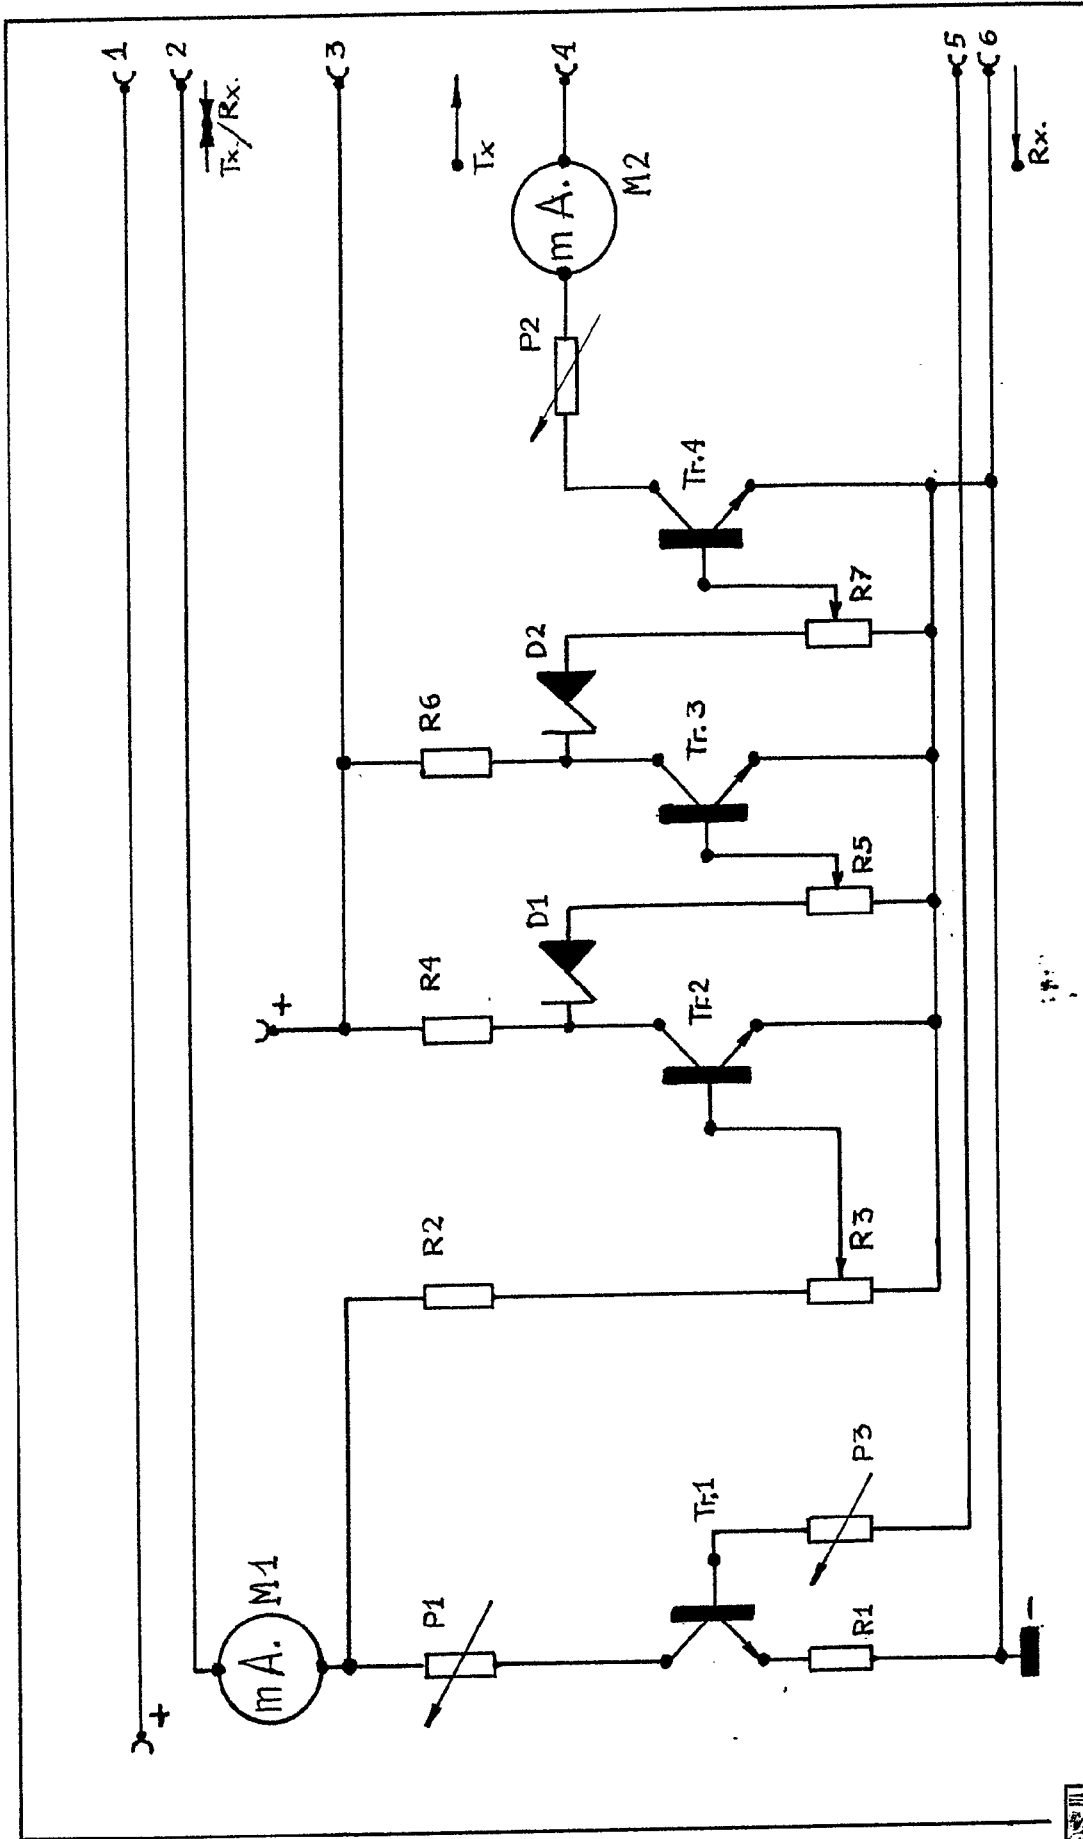 1
2
Tx./Rx.
3
Tx
4
mA.
M2
5
6
Rx.
P2
Tr.4
R7
D2
R6
Tr.3
R5
D1
R4
+
Tr.2
R2
R3
M1
mA.
+
P1
Tr.1
P3
R1
-